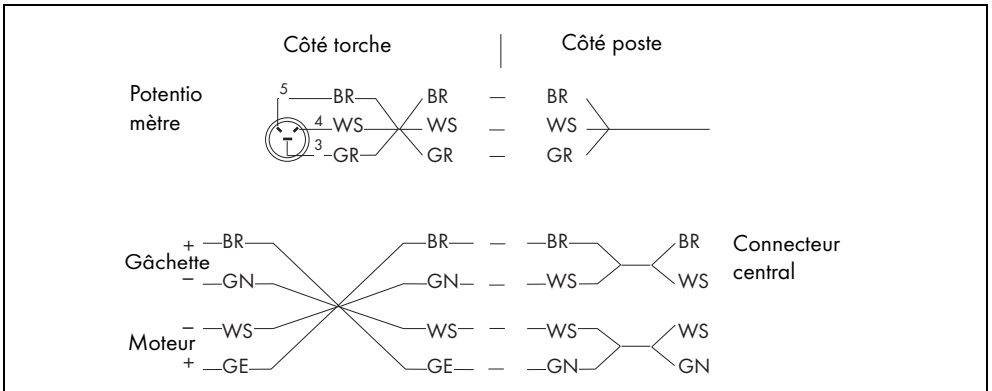 Côté torche
Côté poste
Potentio
mètre
5 BR BR BR
4 WS WS WS
3 GR GR GR
+ BR BR BR BR
Gâchette
Connecteur
central
− GN GN WS WS
− WS WS WS WS
Moteur
+ GE GE GN GN